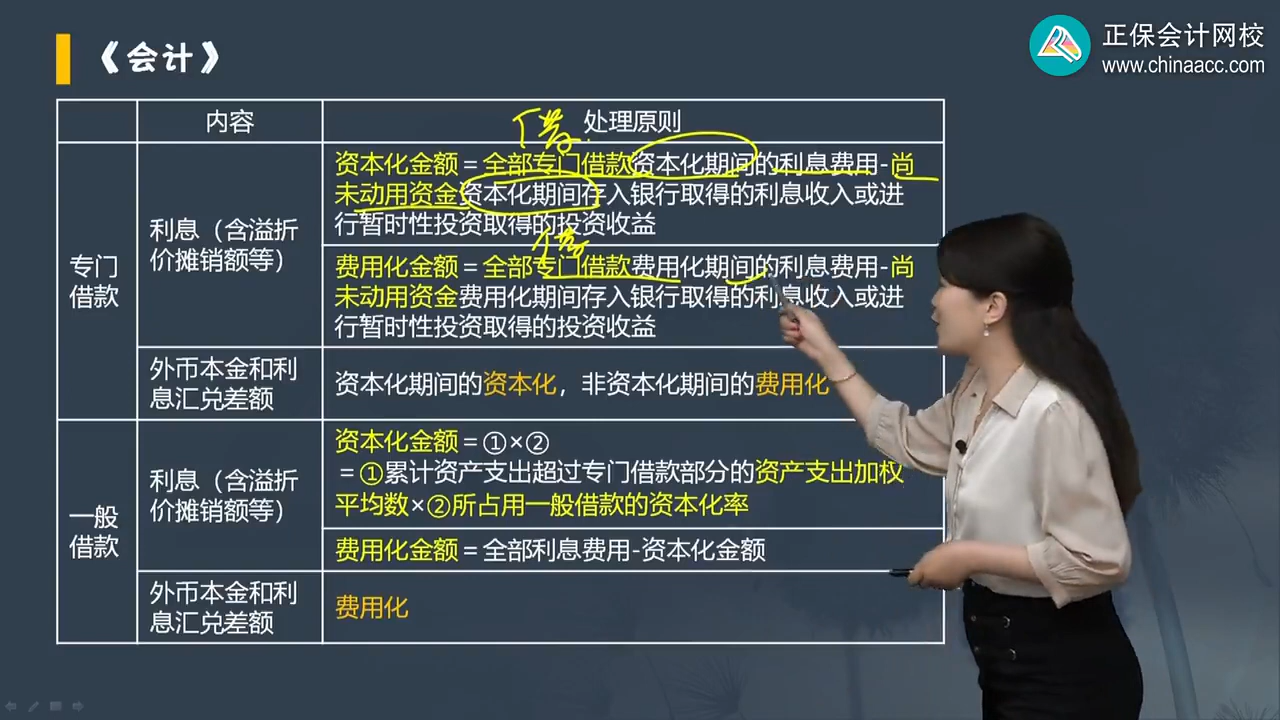 《会计》
正保会计网校
www.chinaacc.com
内容
处理原则
借
专门
借款
利息（含溢折
价摊销额等）
资本化金额＝全部专门借款资本化期间的利息费用-尚
未动用资金资本化期间存入银行取得的利息收入或进
行暂时性投资取得的投资收益
借
费用化金额＝全部专门借款费用化期间的利息费用-尚
未动用资金费用化期间存入银行取得的利息收入或进
行暂时性投资取得的投资收益
外币本金和利
息汇兑差额
资本化期间的资本化，非资本化期间的费用化
一般
借款
利息（含溢折
价摊销额等）
资本化金额＝①×②
＝①累计资产支出超过专门借款部分的资产支出加权
平均数×②所占用一般借款的资本化率
费用化金额＝全部利息费用-资本化金额
外币本金和利
息汇兑差额
费用化